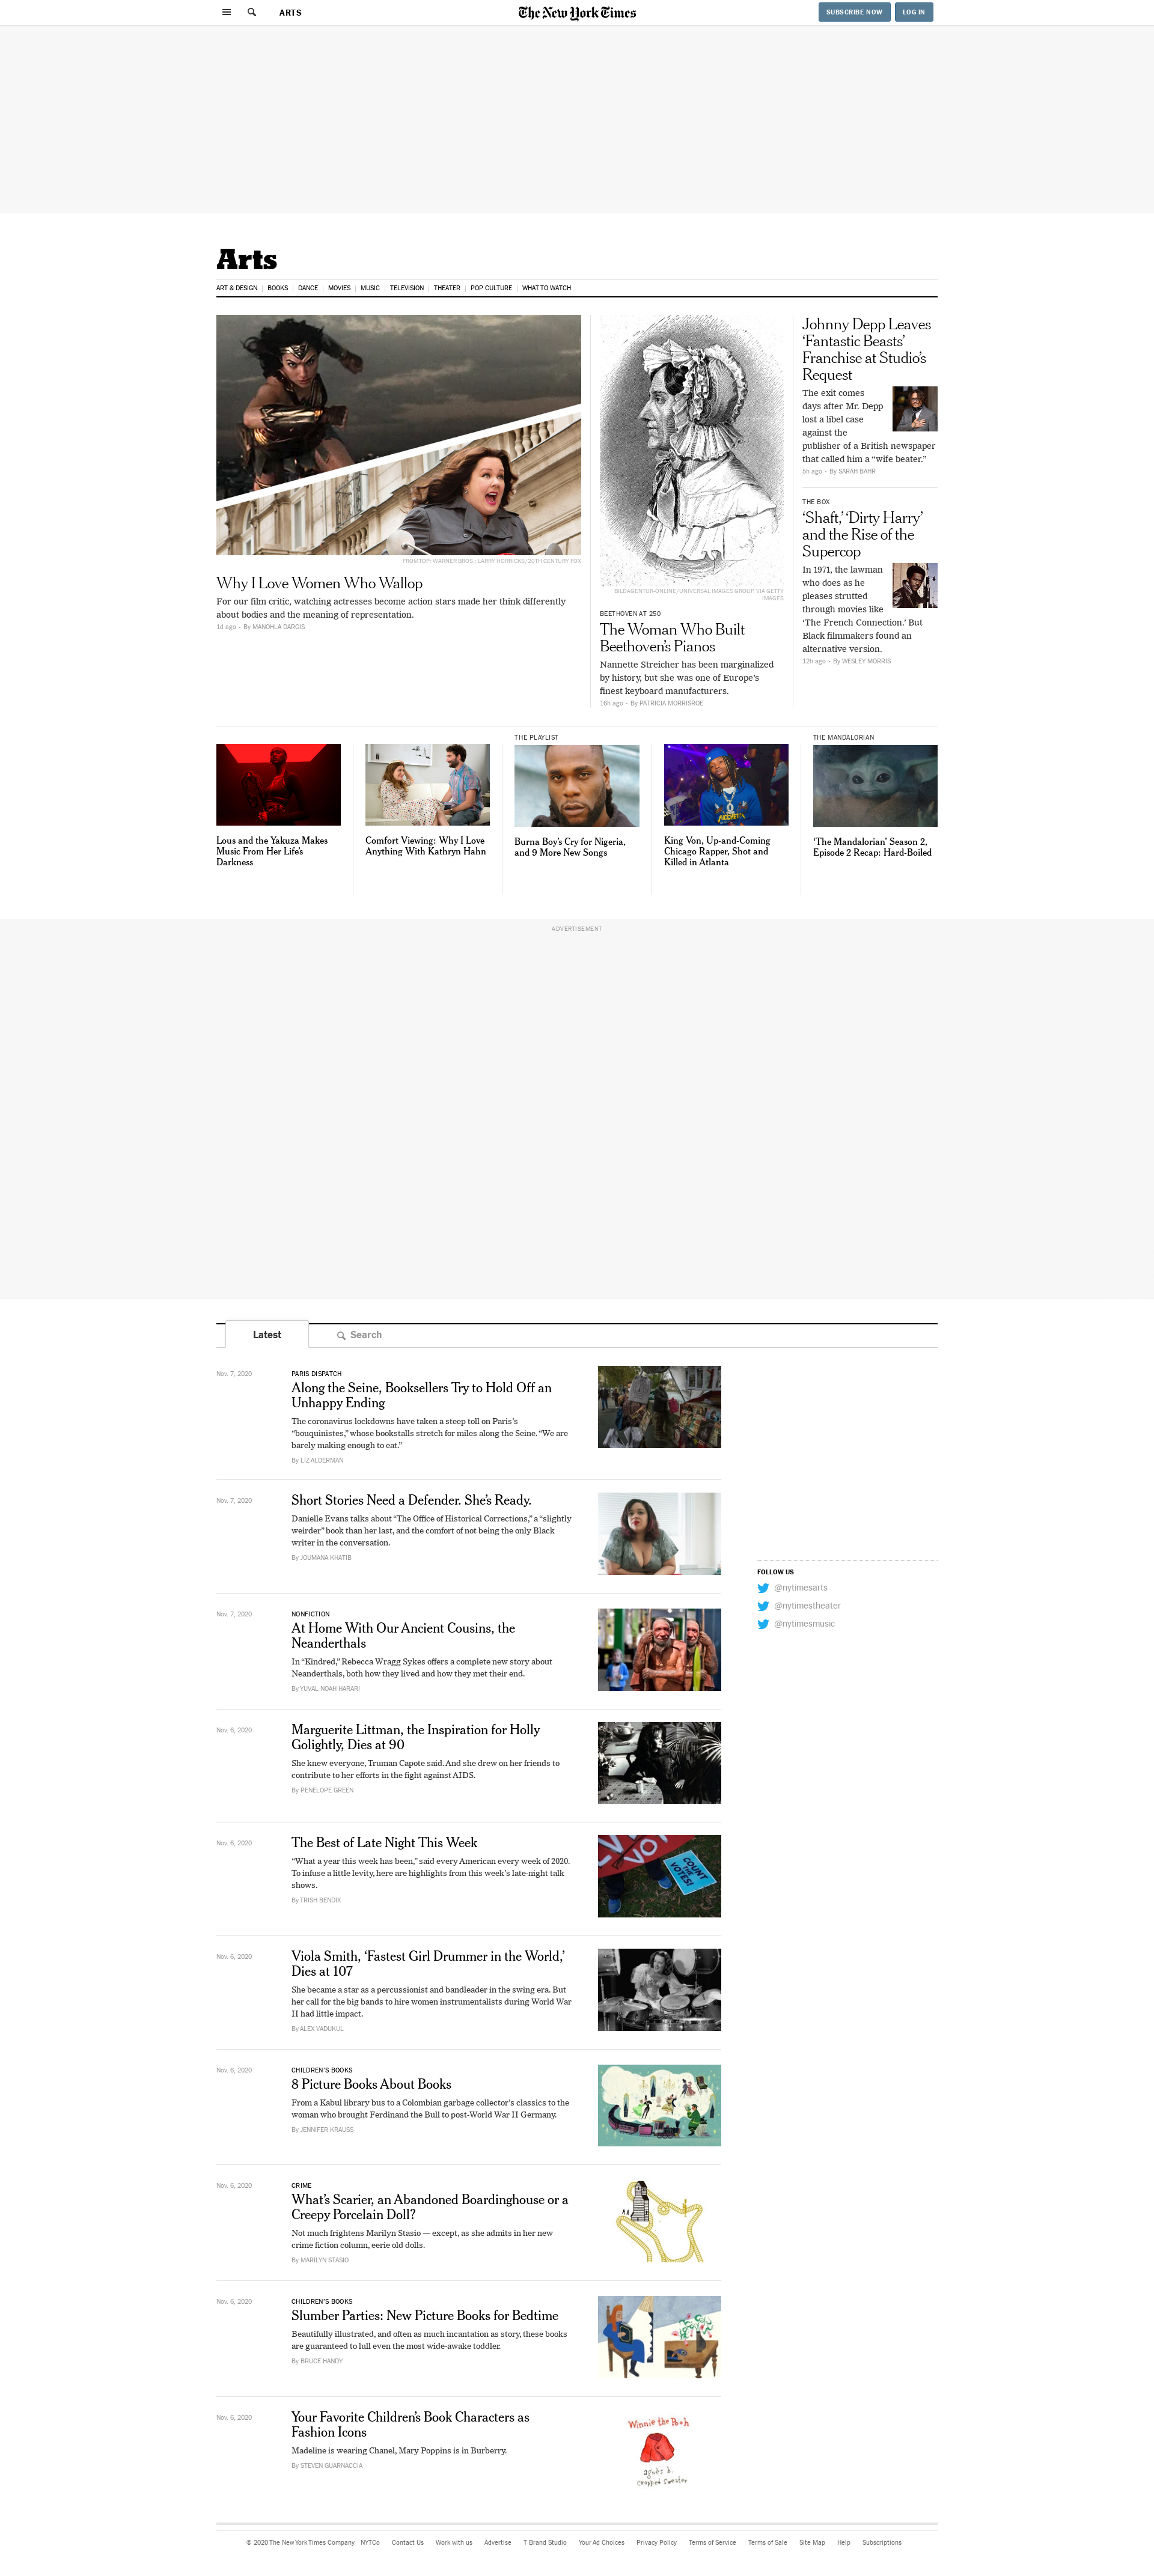 ARTS
The New York Times
SUBSCRIBE NOW
LOG IN
Arts
ART & DESIGN
BOOKS
DANCE
MOVIES
MUSIC
TELEVISION
THEATER
POP CULTURE
WHAT TO WATCH
FROM TOP: WARNER BROS.; LARRY HORRICKS/20TH CENTURY FOX
Why I Love Women Who Wallop
For our film critic, watching actresses become action stars made her think differently
about bodies and the meaning of representation.
1d ago • By MANOHLA DARGIS
BILDAGENTUR-ONLINE/UNIVERSAL IMAGES GROUP, VIA GETTY
IMAGES
BEETHOVEN AT 250
The Woman Who Built
Beethoven’s Pianos
Nannette Streicher has been marginalized
by history, but she was one of Europe’s
finest keyboard manufacturers.
16h ago • By PATRICIA MORRISROE
Johnny Depp Leaves
‘Fantastic Beasts’
Franchise at Studio’s
Request
The exit comes
days after Mr. Depp
lost a libel case
against the
publisher of a British newspaper
that called him a “wife beater.”
5h ago • By SARAH BAHR
THE BOX
‘Shaft,’ ‘Dirty Harry’
and the Rise of the
Supercop
In 1971, the lawman
who does as he
pleases strutted
through movies like
‘The French Connection.’ But
Black filmmakers found an
alternative version.
12h ago • By WESLEY MORRIS
Lous and the Yakuza Makes
Music From Her Life’s
Darkness
Comfort Viewing: Why I Love
Anything With Kathryn Hahn
THE PLAYLIST
Burna Boy’s Cry for Nigeria,
and 9 More New Songs
King Von, Up-and-Coming
Chicago Rapper, Shot and
Killed in Atlanta
THE MANDALORIAN
‘The Mandalorian’ Season 2,
Episode 2 Recap: Hard-Boiled
ADVERTISEMENT
Latest
Search
Nov. 7, 2020
PARIS DISPATCH
Along the Seine, Booksellers Try to Hold Off an
Unhappy Ending
The coronavirus lockdowns have taken a steep toll on Paris’s
“bouquinistes,” whose bookstalls stretch for miles along the Seine. “We are
barely making enough to eat.”
By LIZ ALDERMAN
Nov. 7, 2020
Short Stories Need a Defender. She’s Ready.
Danielle Evans talks about “The Office of Historical Corrections,” a “slightly
weirder” book than her last, and the comfort of not being the only Black
writer in the conversation.
By JOUMANA KHATIB
FOLLOW US
@nytimesarts
@nytimestheater
@nytimesmusic
Nov. 7, 2020
NONFICTION
At Home With Our Ancient Cousins, the
Neanderthals
In “Kindred,” Rebecca Wragg Sykes offers a complete new story about
Neanderthals, both how they lived and how they met their end.
By YUVAL NOAH HARARI
Nov. 6, 2020
Marguerite Littman, the Inspiration for Holly
Golightly, Dies at 90
She knew everyone, Truman Capote said. And she drew on her friends to
contribute to her efforts in the fight against AIDS.
By PENELOPE GREEN
Nov. 6, 2020
The Best of Late Night This Week
“What a year this week has been,” said every American every week of 2020.
To infuse a little levity, here are highlights from this week’s late-night talk
shows.
By TRISH BENDIX
COUNT
VOTES!
Nov. 6, 2020
Viola Smith, ‘Fastest Girl Drummer in the World,’
Dies at 107
She became a star as a percussionist and bandleader in the swing era. But
her call for the big bands to hire women instrumentalists during World War
II had little impact.
By ALEX VADUKUL
Nov. 6, 2020
CHILDREN’S BOOKS
8 Picture Books About Books
From a Kabul library bus to a Colombian garbage collector’s classics to the
woman who brought Ferdinand the Bull to post-World War II Germany.
By JENNIFER KRAUSS
Nov. 6, 2020
CRIME
What’s Scarier, an Abandoned Boardinghouse or a
Creepy Porcelain Doll?
Not much frightens Marilyn Stasio — except, as she admits in her new
crime fiction column, eerie old dolls.
By MARILYN STASIO
Nov. 6, 2020
CHILDREN’S BOOKS
Slumber Parties: New Picture Books for Bedtime
Beautifully illustrated, and often as much incantation as story, these books
are guaranteed to lull even the most wide-awake toddler.
By BRUCE HANDY
Nov. 6, 2020
Your Favorite Children’s Book Characters as
Fashion Icons
Madeline is wearing Chanel, Mary Poppins is in Burberry.
By STEVEN GUARNACCIA
Winnie the Pooh
agnès b.
cropped sweater
© 2020 The New York Times Company
NYTCo
Contact Us
Work with us
Advertise
T Brand Studio
Your Ad Choices
Privacy Policy
Terms of Service
Terms of Sale
Site Map
Help
Subscriptions